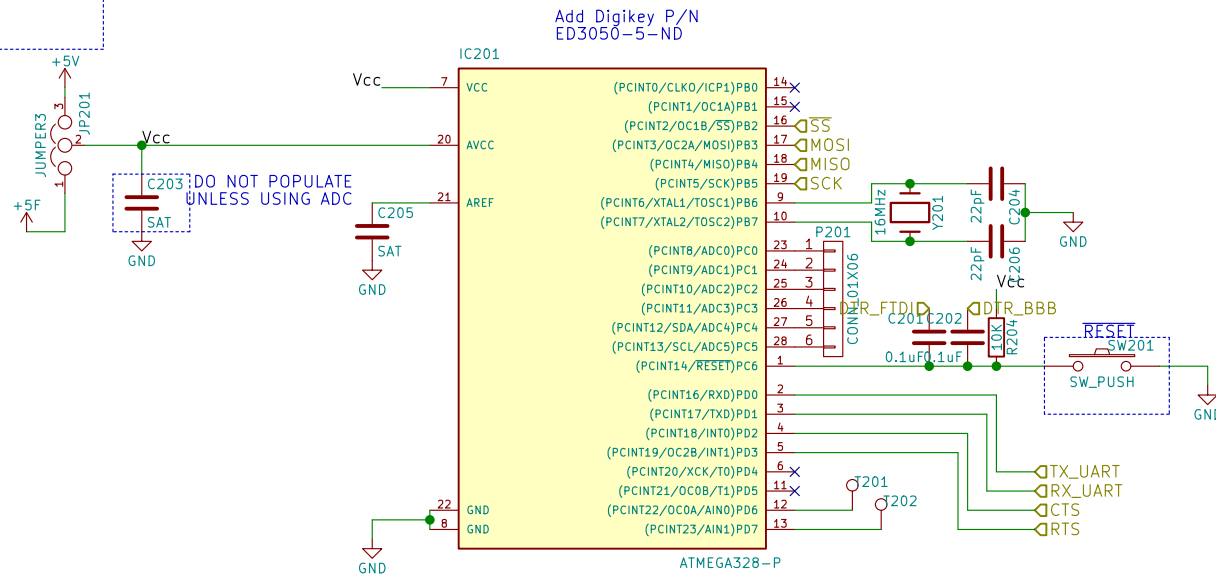 Add Digikey P/N
ED3050-5-ND
IC201
+5V
3
JP201
JUMPER3
2
1
+5F
Vcc
C203
SAT
GND
DO NOT POPULATE
UNLESS USING ADC
Vcc
7
VCC
20
AVCC
21
AREF
C205
SAT
GND
22
GND
8
GND
GND
(PCINT0/CLKO/ICP1)PB0
14
(PCINT1/OC1A)PB1
15
(PCINT2/OC1B/SS)PB2
16
SS
(PCINT3/OC2A/MOSI)PB3
17
MOSI
(PCINT4/MISO)PB4
18
MISO
(PCINT5/SCK)PB5
19
SCK
(PCINT6/XTAL1/TOSC1)PB6
9
(PCINT7/XTAL2/TOSC2)PB7
10
(PCINT8/ADC0)PC0
23
1
(PCINT9/ADC1)PC1
24
2
(PCINT10/ADC2)PC2
25
3
(PCINT11/ADC3)PC3
26
4
(PCINT12/SDA/ADC4)PC4
27
5
(PCINT13/SCL/ADC5)PC5
28
6
(PCINT14/RESET)PC6
1
(PCINT16/RXD)PD0
2
(PCINT17/TXD)PD1
3
(PCINT18/INT0)PD2
4
(PCINT19/OC2B/INT1)PD3
5
(PCINT20/XCK/T0)PD4
6
(PCINT21/OC0B/T1)PD5
11
(PCINT22/OC0A/AIN0)PD6
12
(PCINT23/AIN1)PD7
13
ATMEGA328-P
16MHz
Y201
22pF
C204
22pF
C206
GND
P201
CONN_01X06
Vcc
DTR_FTDI
DTR_BBB
C201
C202
0.1uF
0.1uF
10K
R204
RESET
SW201
SW_PUSH
GND
TX_UART
RX_UART
CTS
RTS
T201
T202